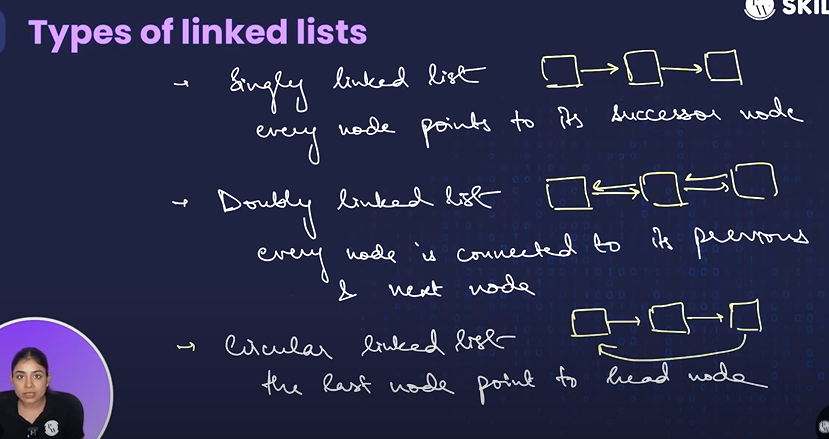 SKIL
Types of linked lists
→ Singly linked list
every node points to its successor node
→ Doubly linked list
every node is connected to its previous
& next node
→ Circular linked list
the last node point to head node